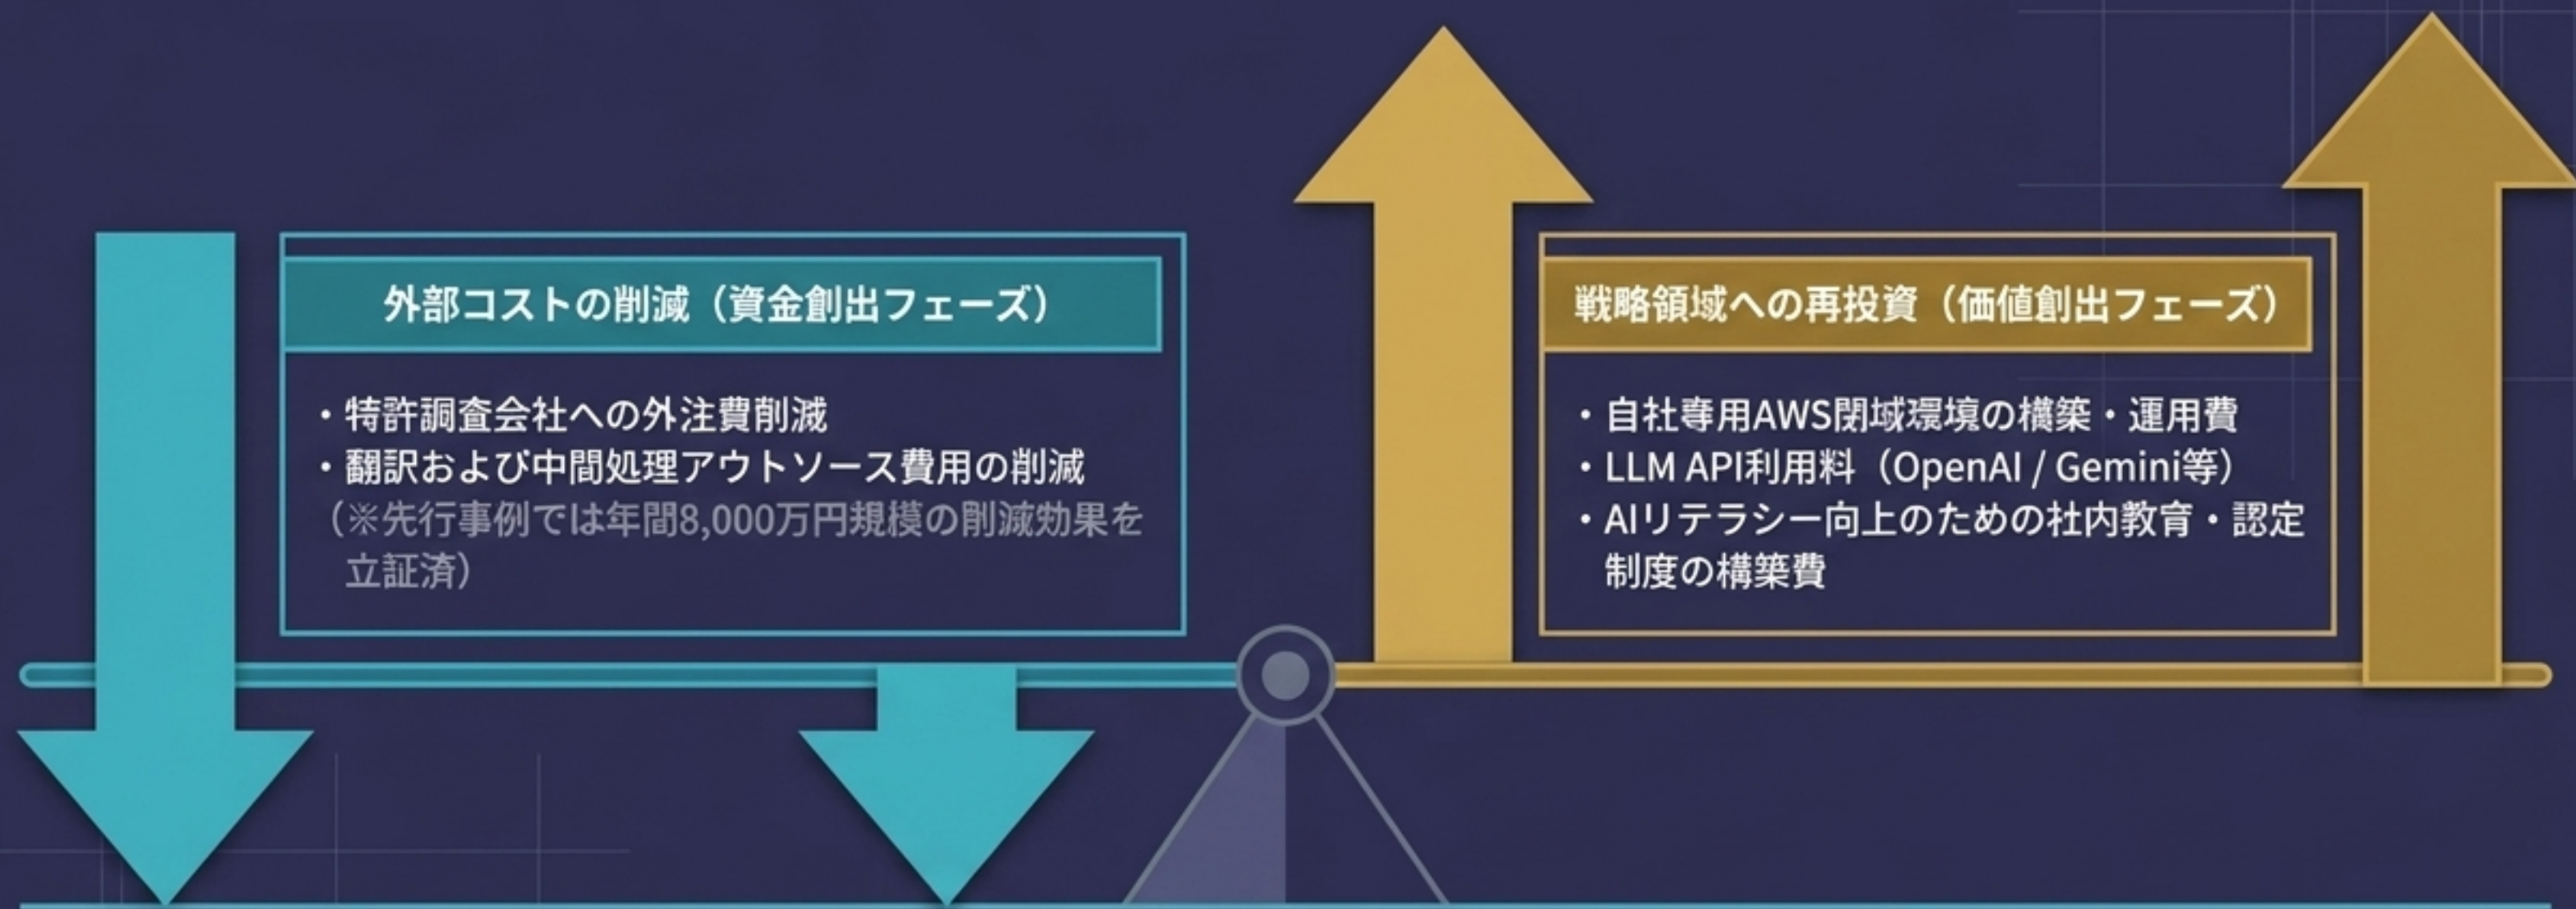 外部コストの削減（資金創出フェーズ）
・特許調査会社への外注費削減
・翻訳および中間処理アウトソース費用の削減
（※先行事例では年間8,000万円規模の削減効果を
立証済）
戦略領域への再投資（価値創出フェーズ）
・自社専用AWS閉域環境の構築・運用費
・LLM API利用料（OpenAI / Gemini等）
・AIリテラシー向上のための社内教育・認定
制度の構築費